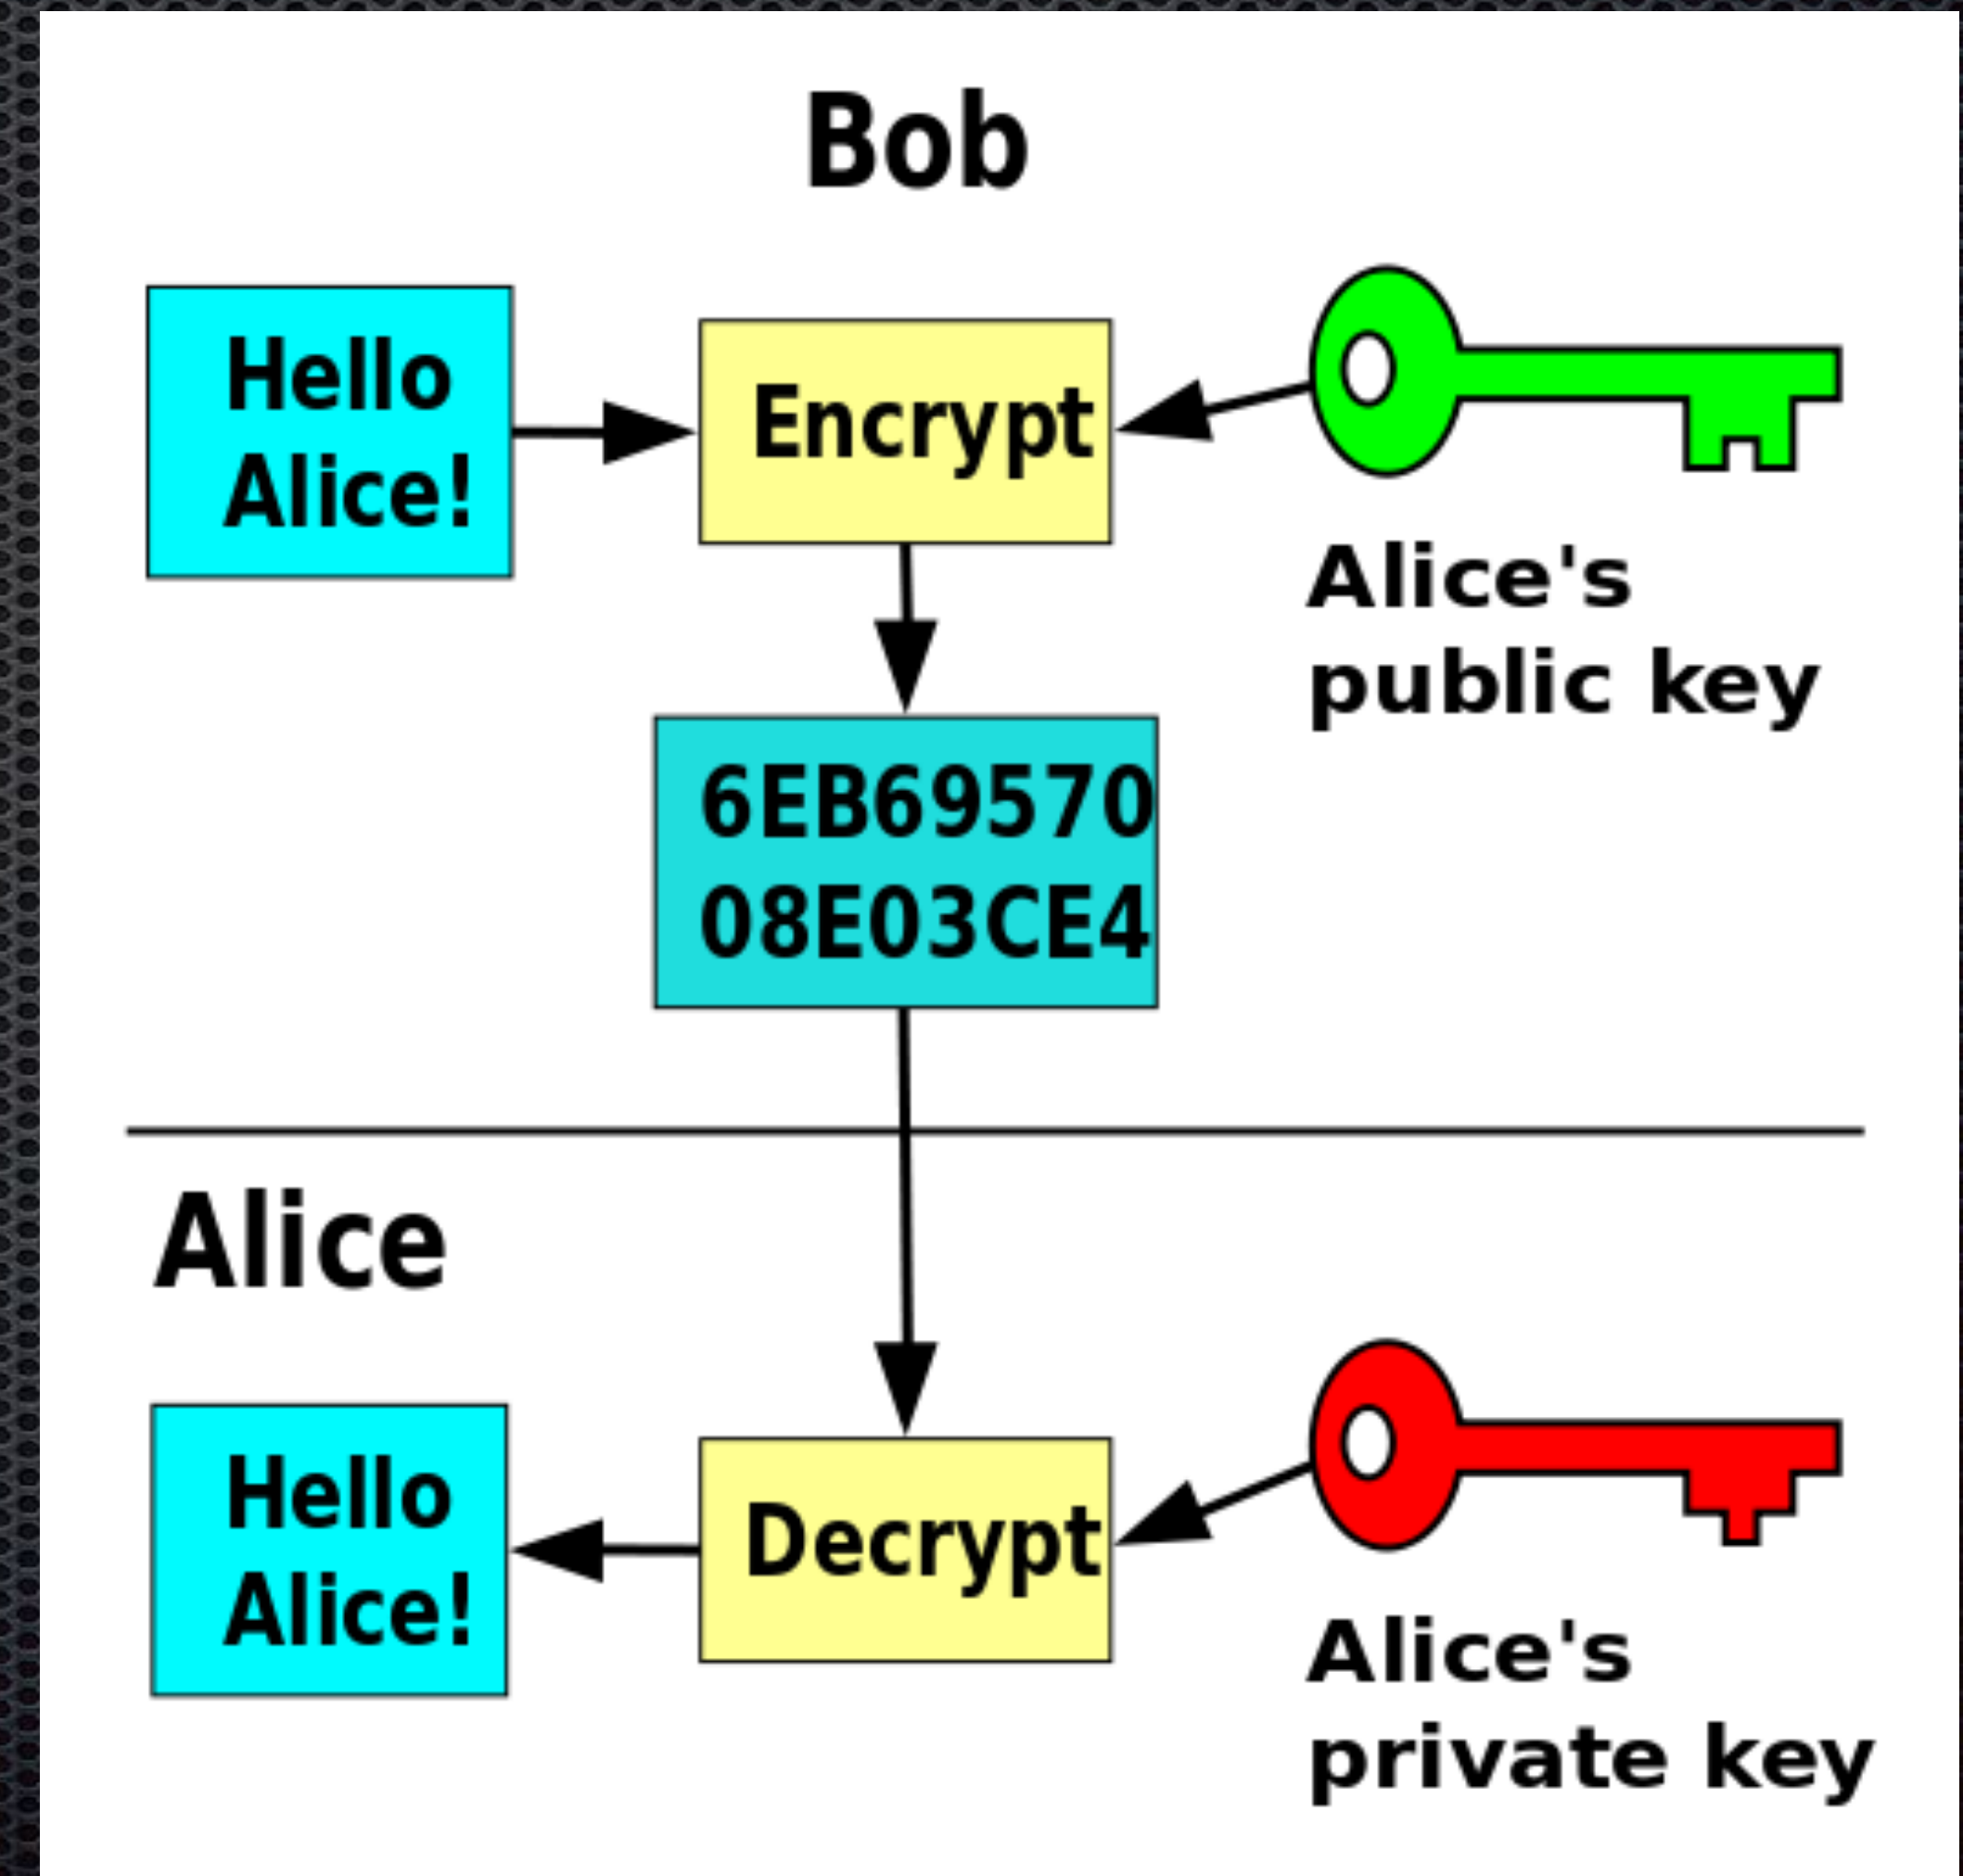 Bob
Hello
Alice!
Encrypt
Alice's
public key
6EB69570
08E03CE4
Alice
Hello
Alice!
Decrypt
Alice's
private key